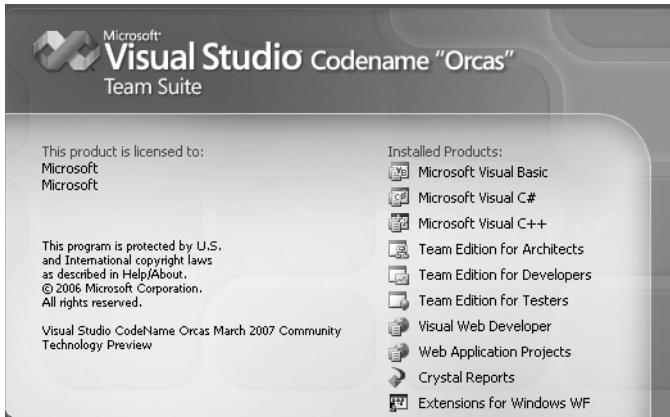 Microsoft
Visual Studio Codename "Orcas"
Team Suite
This product is licensed to:
Microsoft
Microsoft
This program is protected by U.S.
and International copyright laws
as described in Help/About.
© 2006 Microsoft Corporation.
All rights reserved.
Visual Studio CodeName Orcas March 2007 Community
Technology Preview
Installed Products:
Microsoft Visual Basic
Microsoft Visual C#
Microsoft Visual C++
Team Edition for Architects
Team Edition for Developers
Team Edition for Testers
Visual Web Developer
Web Application Projects
Crystal Reports
Extensions for Windows WF